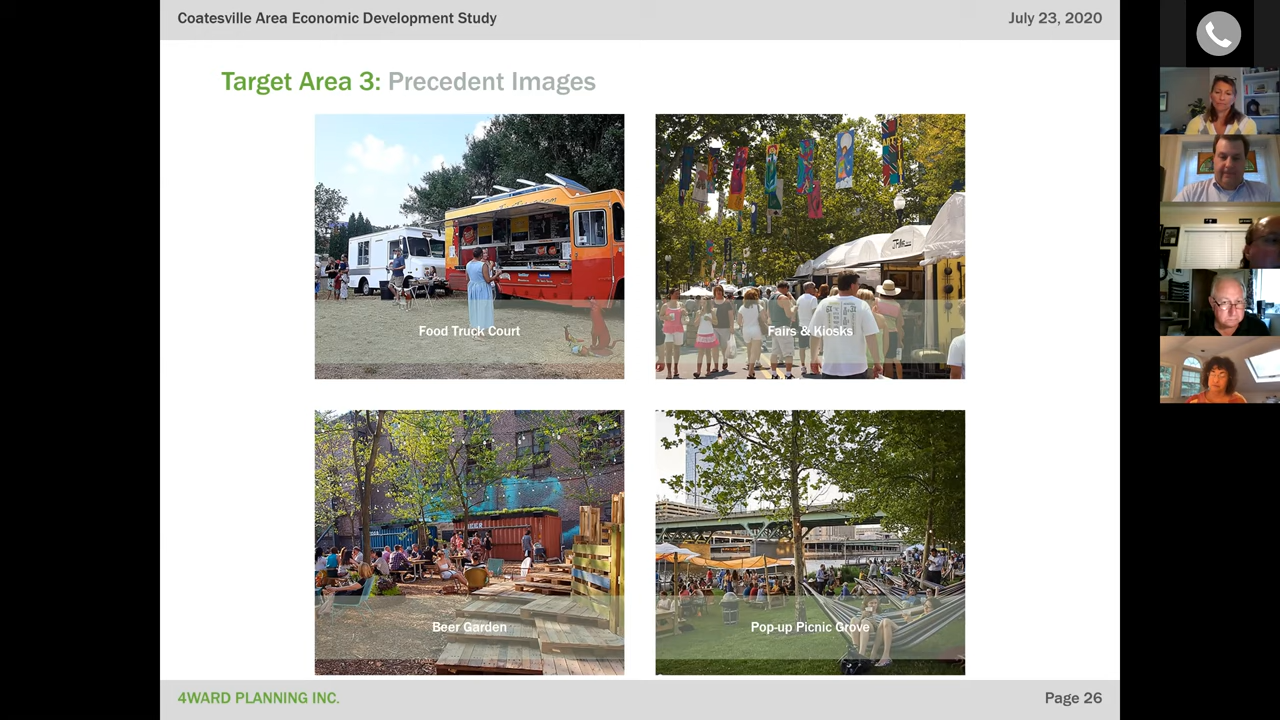 Coatesville Area Economic Development Study
July 23, 2020
Target Area 3: Precedent Images
Food Truck Court
Fairs & Kiosks
Beer Garden
Pop-up Picnic Grove
4WARD PLANNING INC.
Page 26